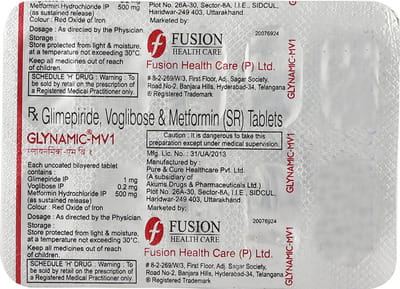 Metformin Hydrochloride IP 500 mg
(as sustained release)
Colour : Red Oxide of Iron
Dosage : As directed by the Physician.
Storage :
Store protected from light & moisture,
at a temperature not exceeding 30°C.
Keep all medicines out of reach
of children.
SCHEDULE 'H' DRUG : Warning : To
be sold by retail on the prescription of
a Registered Medical Practitioner only.
Plot No. 26A-30, Sector-8A, I.I.E., SIDCUL,
Haridwar-249 403, Uttarakhand.
Marketed by:
20076924
FUSION
HEALTH CARE
Fusion Health Care (P) Ltd.
# 8-2-269/W/3, First Floor, Adj. Sagar Society,
Road No-2, Banjara Hills, Hyderabad-34, Telangana
® Registered Trademark
Rx Glimepiride, Voglibose & Metformin (SR) Tablets
GLYNAMIC®-MV1
ग्लायनामिक-एम वि १
Each uncoated bilayered tablet
contains :
Glimepiride IP 1 mg
Voglibose IP 0.2 mg
Metformin Hydrochloride IP 500 mg
(as sustained release)
Colour : Red Oxide of Iron
Dosage : As directed by the Physician.
Storage :
Store protected from light & moisture,
at a temperature not exceeding 30°C.
Keep all medicines out of reach
of children.
SCHEDULE 'H' DRUG : Warning : To
be sold by retail on the prescription of
a Registered Medical Practitioner only.
Caution : It is dangerous to take this
preparation except under medical supervision.
Mfg. Lic. No. : 31/UA/2013
Manufactured by :
Pure & Cure Healthcare Pvt. Ltd.
(A subsidiary of
Akums Drugs & Pharmaceuticals Ltd.)
Plot No. 26A-30, Sector-8A, I.I.E., SIDCUL,
Haridwar-249 403, Uttarakhand.
Marketed by:
20076924
FUSION
HEALTH CARE
Fusion Health Care (P) Ltd.
# 8-2-269/W/3, First Floor, Adj. Sagar Society,
Road No-2, Banjara Hills, Hyderabad-34, Telangana
® Registered Trademark
GLYNAMIC-MV1
GLYNAMIC-MV1